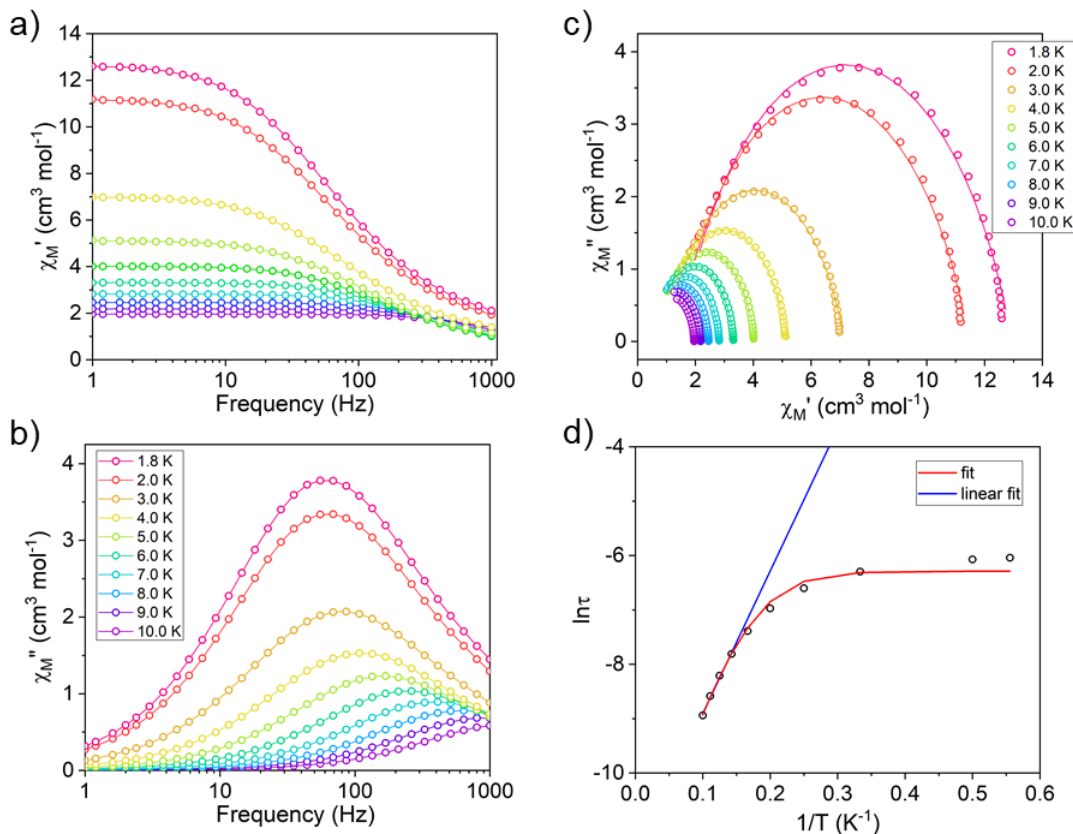 a)
14
12
10
8
6
4
2
0
χM' (cm³ mol⁻¹)
1
10
100
1000
Frequency (Hz)
b)
4
3
2
1
0
χM'' (cm³ mol⁻¹)
1.8 K
2.0 K
3.0 K
4.0 K
5.0 K
6.0 K
7.0 K
8.0 K
9.0 K
10.0 K
1
10
100
1000
Frequency (Hz)
c)
4
3
2
1
0
χM'' (cm³ mol⁻¹)
1.8 K
2.0 K
3.0 K
4.0 K
5.0 K
6.0 K
7.0 K
8.0 K
9.0 K
10.0 K
0
2
4
6
8
10
12
14
χM' (cm³ mol⁻¹)
d)
-4
-6
-8
-10
lnτ
fit
linear fit
0.0
0.1
0.2
0.3
0.4
0.5
0.6
1/T (K⁻¹)